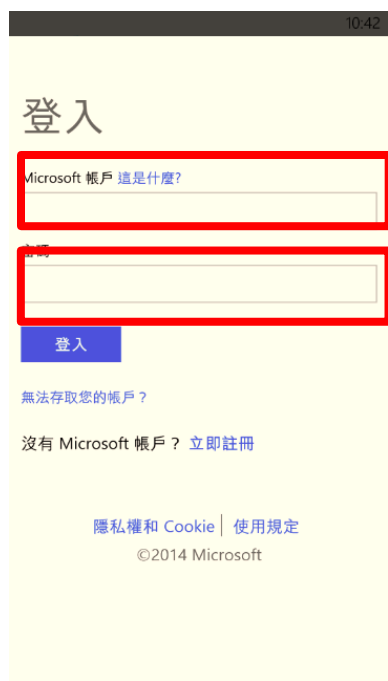 10:42
登入
Microsoft 帳戶 這是什麼?
密碼
登入
無法存取您的帳戶？
沒有 Microsoft 帳戶？ 立即註冊
隱私權和 Cookie | 使用規定
©2014 Microsoft